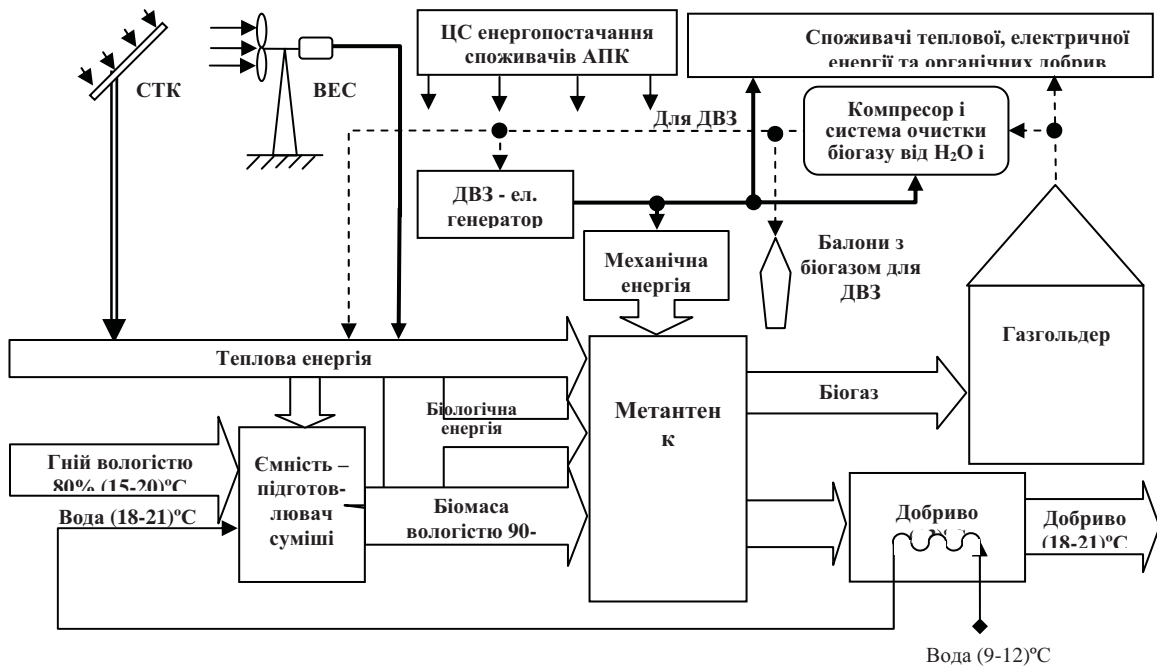 ЦС енергопостачання
споживачів АПК
Споживачі теплової, електричної
енергії та органічних добрив
СТК
ВЕС
Для ДВЗ
Компресор і
система очистки
біогазу від H₂O і
ДВЗ - ел.
генератор
Механічна
енергія
Балони з
біогазом для
ДВЗ
Газгольдер
Теплова енергія
Біологічна
енергія
Метантен
к
Біогаз
Гній вологістю
80% (15-20)ºС
Ємність –
підготов-
лювач
суміші
Біомаса
вологістю 90-
Вода (18-21)ºС
Добриво
Добриво
(18-21)ºС
Вода (9-12)ºС